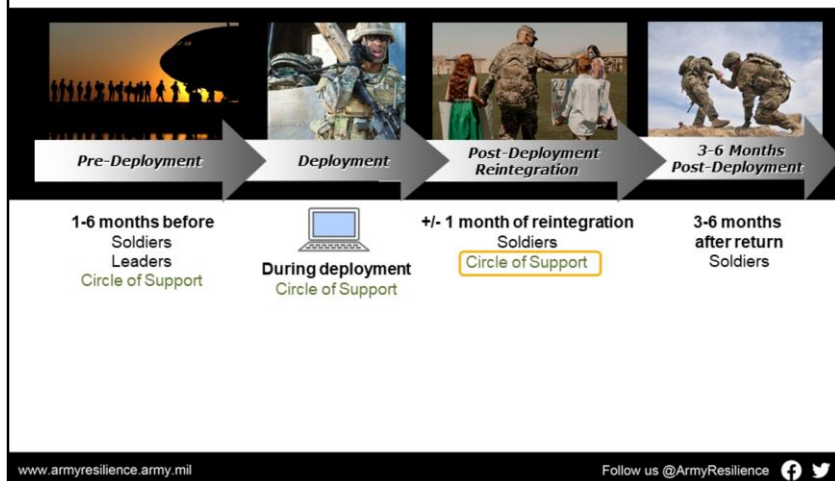 Pre-Deployment
Deployment
Post-Deployment
Reintegration
3-6 Months
Post-Deployment
1-6 months before
Soldiers
Leaders
Circle of Support
During deployment
Circle of Support
+/- 1 month of reintegration
Soldiers
Circle of Support
3-6 months
after return
Soldiers
www.armyresilience.army.mil
Follow us @ArmyResilience